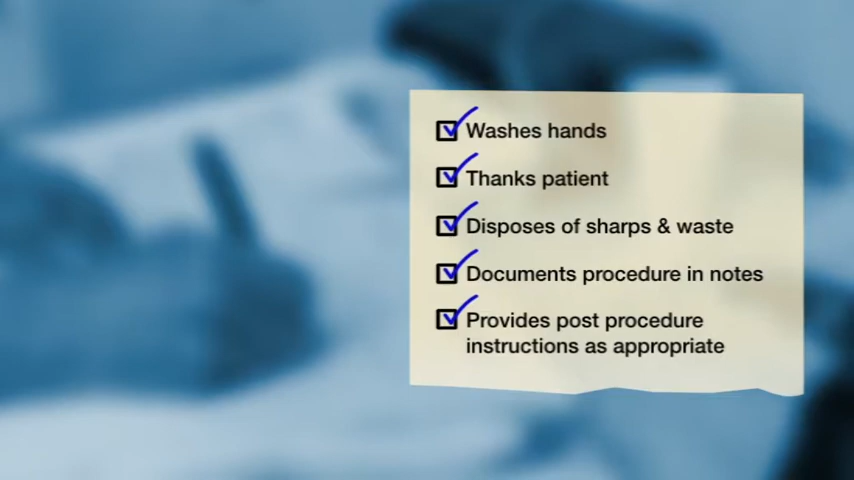 Washes hands
Thanks patient
Disposes of sharps & waste
Documents procedure in notes
Provides post procedure
instructions as appropriate